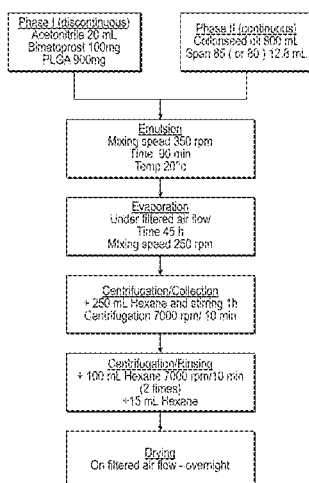 Phase I (discontinuous)
Acetonitrile 20 mL
Bimatoprost 100mg
PLGA 900mg
Phase II (continuous)
Cottonseed oil 800 mL
Span 85 ( or 80 ) 12.8 mL
Emulsion
Mixing speed 350 rpm
Time 90 min
Temp 20°c
Evaporation
Under filtered air flow
Time 45 h
Mixing speed 250 rpm
Centrifugation/Collection
+ 250 mL Hexane and stirring 1h
Centrifugation 7000 rpm/ 10 min
Centrifugation/Rinsing
+ 100 mL Hexane 7000 rpm/10 min
(2 times)
+15 mL Hexane
Drying
On filtered air flow - overnight